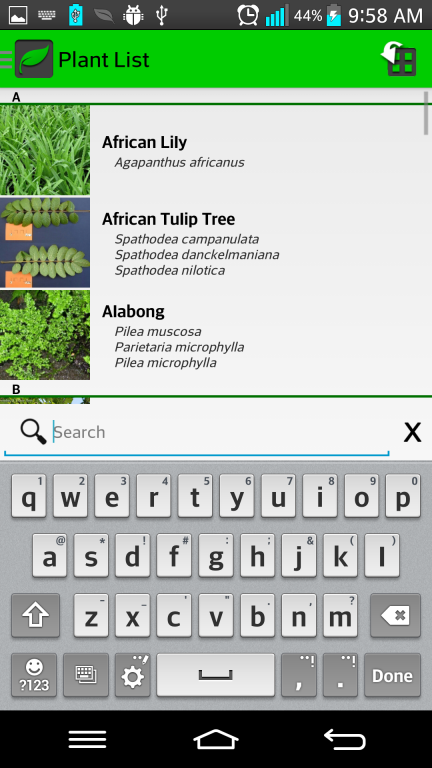 44% 9:58 AM
Plant List
A
African Lily
Agapanthus africanus
African Tulip Tree
Spathodea campanulata
Spathodea danckelmaniana
Spathodea nilotica
Alabong
Pilea muscosa
Parietaria microphylla
Pilea microphylla
B
Search X
1 2 3 4 5 6 7 8 9 0
q w e r t y u i o p
@ * ! # : ; & ( )
a s d f g h j k l
- _ ' " . , ?
z x c v b n m
?123 , . Done